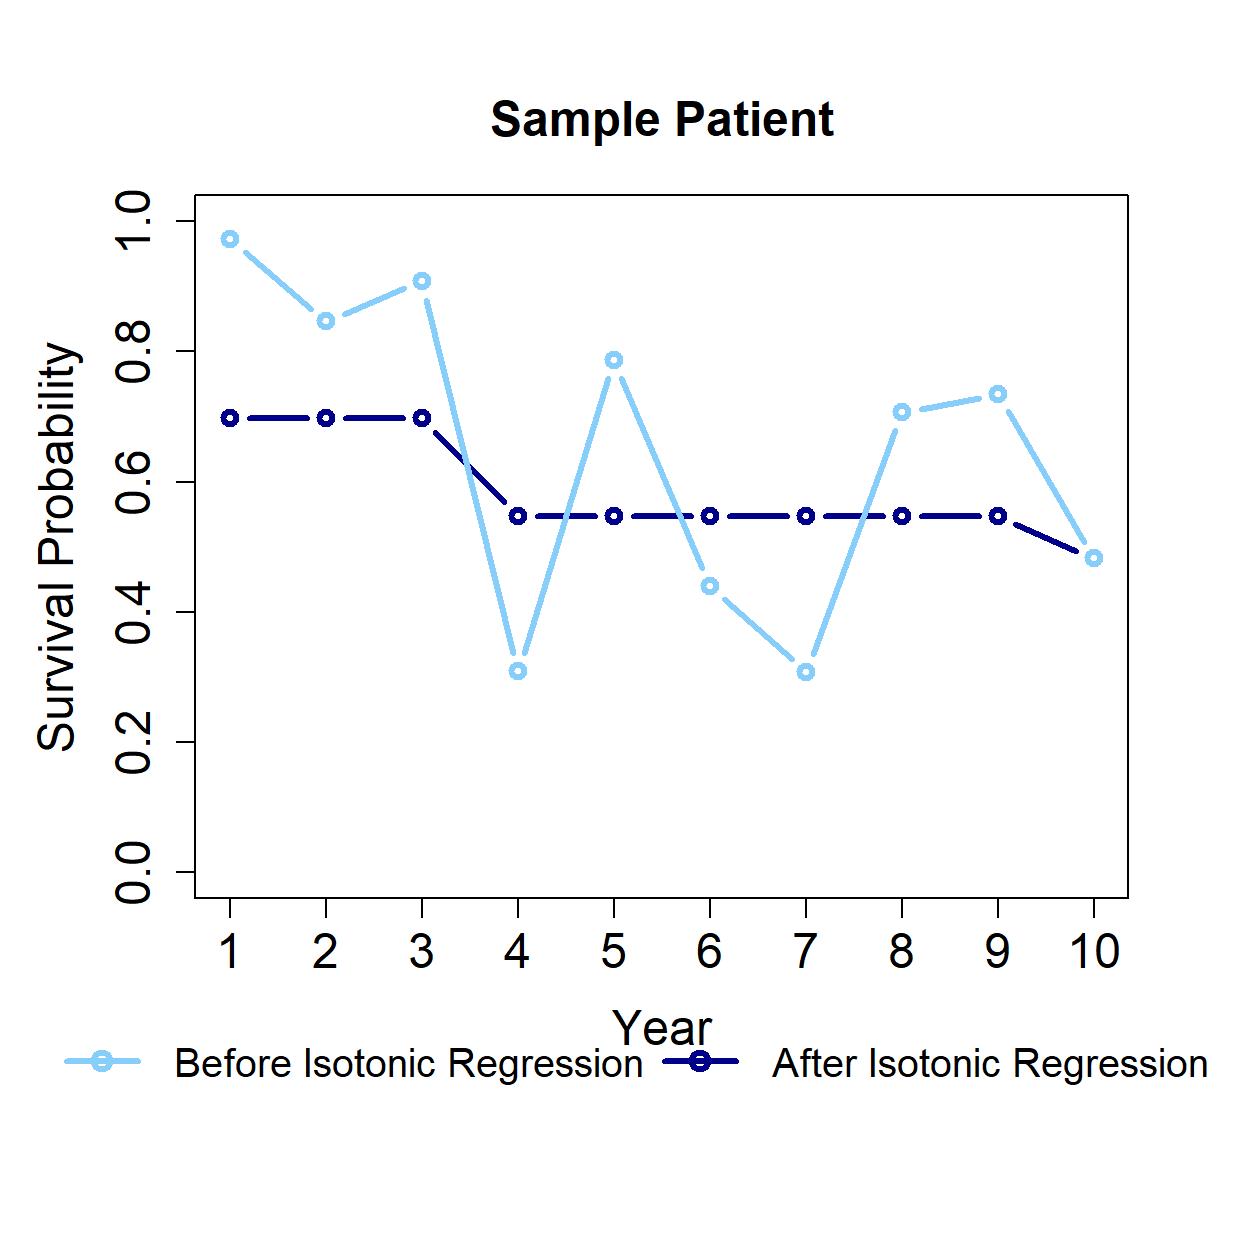 Sample Patient
Survival Probability
1.0
0.8
0.6
0.4
0.2
0.0
1 2 3 4 5 6 7 8 9 10
Year
Before Isotonic Regression After Isotonic Regression